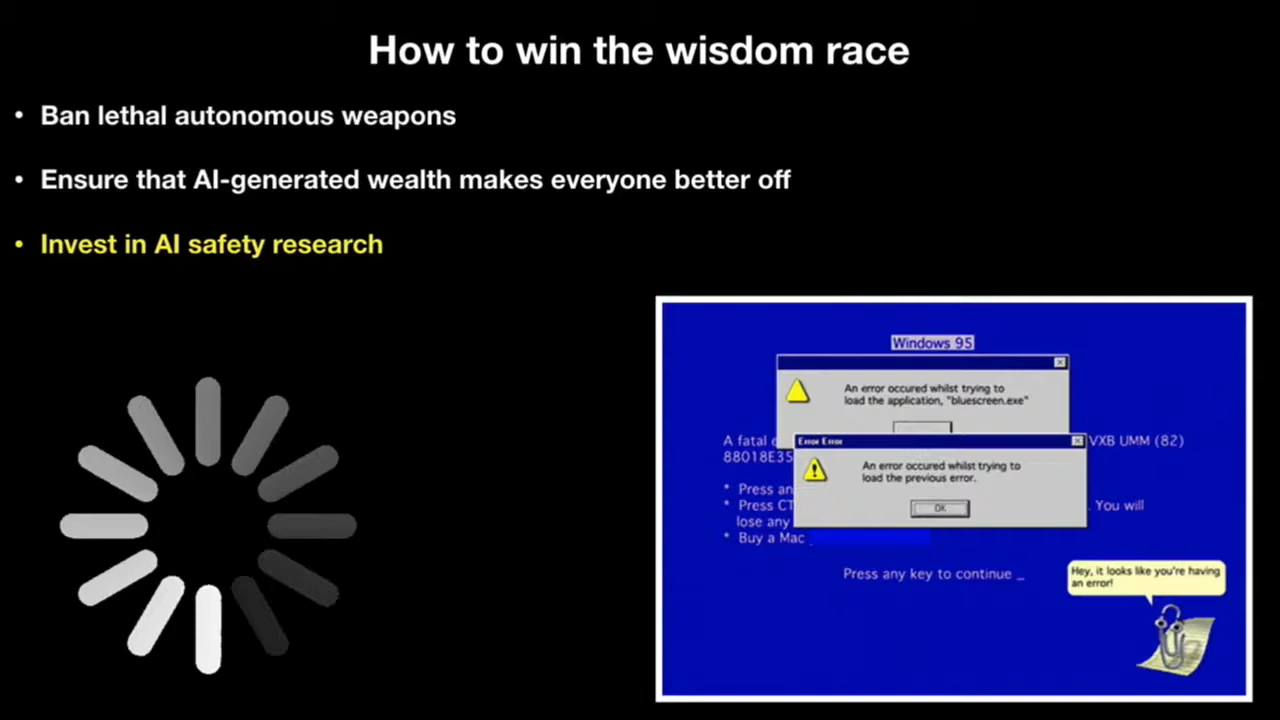 How to win the wisdom race
• Ban lethal autonomous weapons
• Ensure that AI-generated wealth makes everyone better off
• Invest in AI safety research
Windows 95
An error occured whilst trying to
load the application, "bluescreen.exe"
A fatal e
VXB UMM (82)
88018E35
Error Error
An error occured whilst trying to
load the previous error.
OK
* Press an
* Press CT
. You will
lose any
* Buy a Mac
Press any key to continue _
Hey, it looks like you're having
an error!